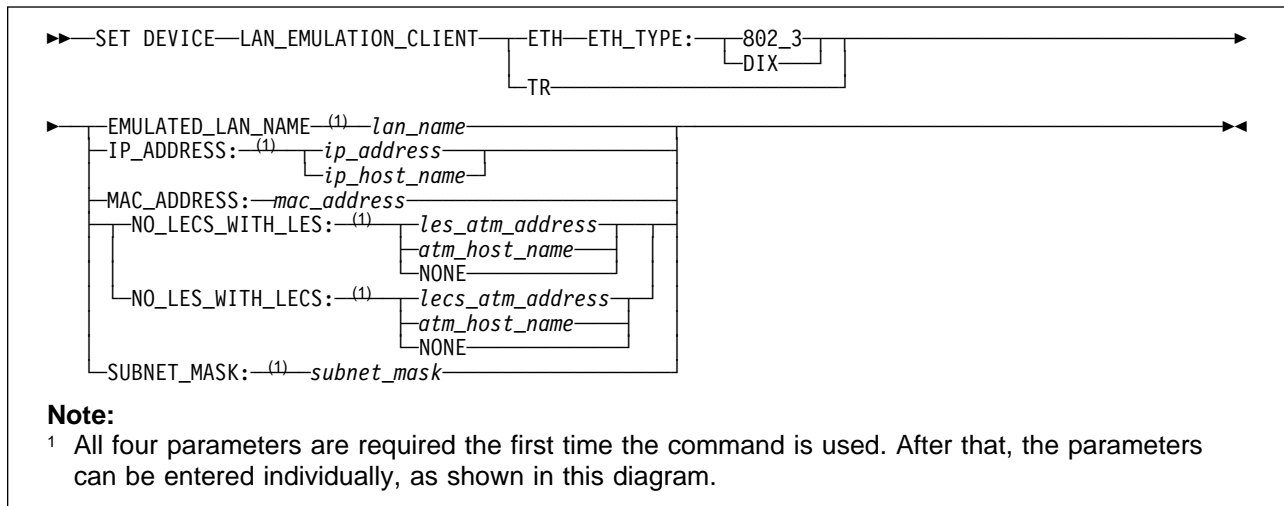 SET DEVICE LAN_EMULATION_CLIENT ETH ETH_TYPE: 802_3
DIX
TR
EMULATED_LAN_NAME (1) lan_name
IP_ADDRESS: (1) ip_address
ip_host_name
MAC_ADDRESS: mac_address
NO_LECS_WITH_LES: (1) les_atm_address
atm_host_name
NONE
NO_LES_WITH_LECS: (1) lecs_atm_address
atm_host_name
NONE
SUBNET_MASK: (1) subnet_mask
Note:
1 All four parameters are required the first time the command is used. After that, the parameters
can be entered individually, as shown in this diagram.